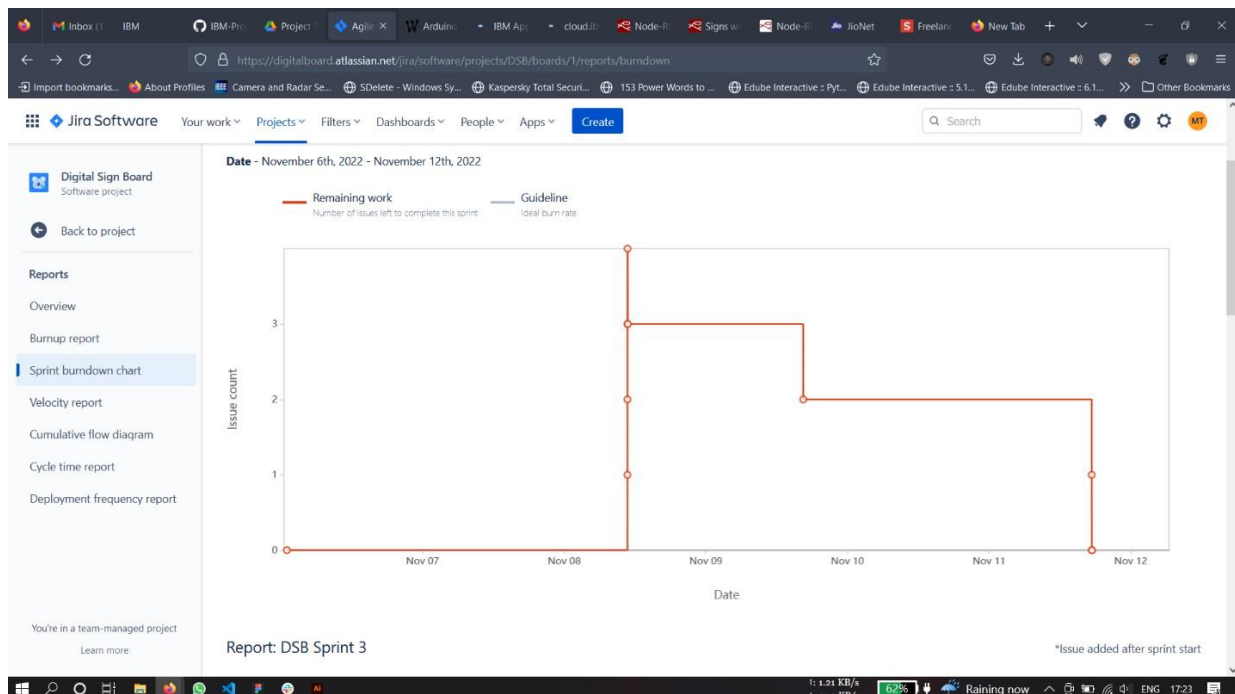 Inbox (1
IBM
IBM-Pro
Project
Agile
Arduino
IBM App
cloud.ib
Node-R
Signs w
Node-R
JioNet
Freelanc
New Tab
https://digitalboard.atlassian.net/jira/software/projects/DSB/boards/1/reports/burndown
Import bookmarks...
About Profiles
Camera and Radar Se...
SDelete - Windows Sy...
Kaspersky Total Securi...
153 Power Words to ...
Edube Interactive :: Pyt...
Edube Interactive :: 5.1...
Edube Interactive :: 6.1...
Other Bookmarks
Jira Software
Your work
Projects
Filters
Dashboards
People
Apps
Create
Search
MT
Digital Sign Board
Software project
Back to project
Reports
Overview
Burnup report
Sprint burndown chart
Velocity report
Cumulative flow diagram
Cycle time report
Deployment frequency report
You're in a team-managed project
Learn more
Date - November 6th, 2022 - November 12th, 2022
Remaining work
Number of issues left to complete this sprint
Guideline
Ideal burn rate
Issue count
3
2
1
0
Nov 07
Nov 08
Nov 09
Nov 10
Nov 11
Nov 12
Date
Report: DSB Sprint 3
*Issue added after sprint start
1.21 KB/s
62%
Raining now
ENG
17:23